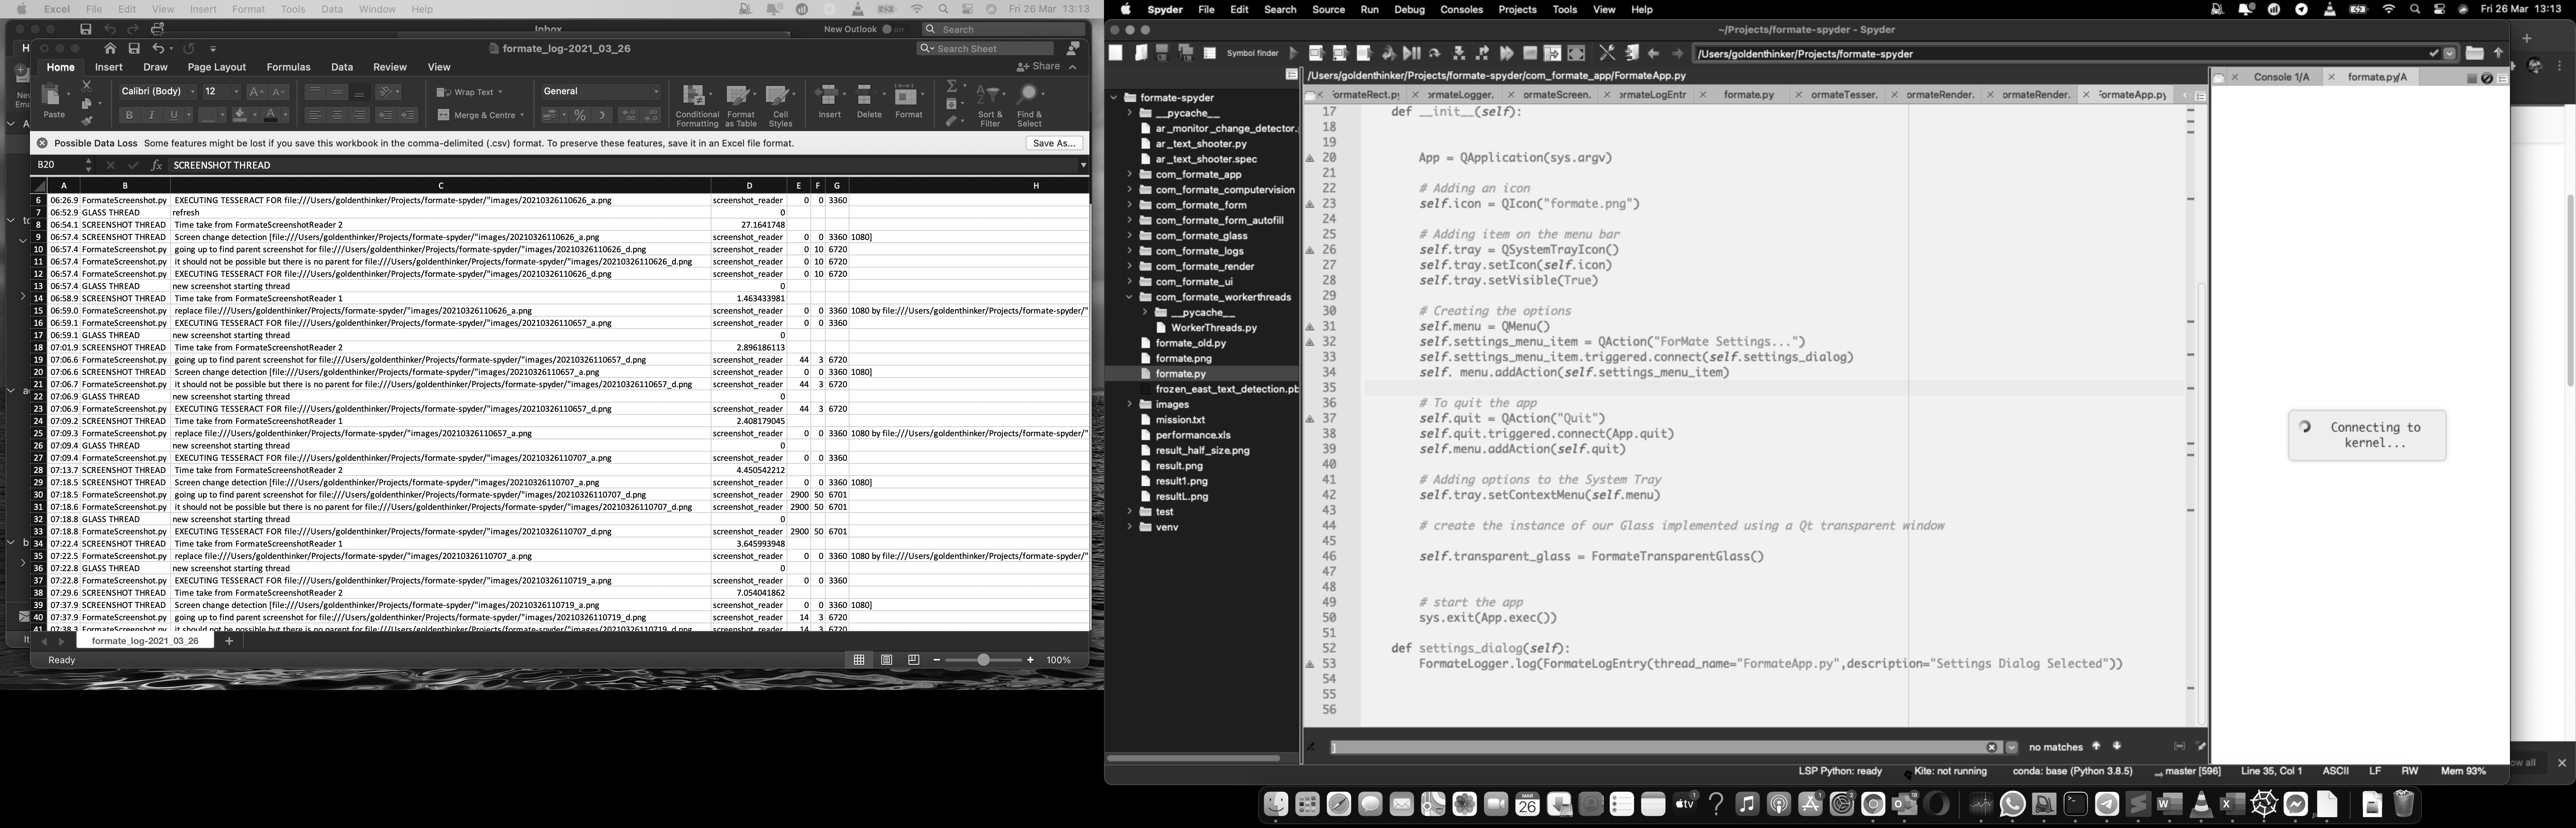 Excel File Edit View Insert Format Tools Data Window Help Fri 26 Mar 13:13
Inbox New Outlook Search
formate_log-2021_03_26 Search Sheet
Home Insert Draw Page Layout Formulas Data Review View Share
Calibri (Body) 12 Wrap Text General
Paste B I U Merge & Centre Conditional Formatting Format as Table Cell Styles Insert Delete Format Sort & Filter Find & Select
Possible Data Loss Some features might be lost if you save this workbook in the comma-delimited (.csv) format. To preserve these features, save it in an Excel file format. Save As...
B20 fx SCREENSHOT THREAD
A B C D E F G H
6 06:26.9 FormateScreenshot.py EXECUTING TESSERACT FOR file:///Users/goldenthinker/Projects/formate-spyder/"images/20210326110626_a.png screenshot_reader 0 0 3360
7 06:52.9 GLASS THREAD refresh 0
8 06:54.1 SCREENSHOT THREAD Time take from FormateScreenshotReader 2 27.1641748
9 06:57.4 SCREENSHOT THREAD Screen change detection [file:///Users/goldenthinker/Projects/formate-spyder/"images/20210326110626_a.png screenshot_reader 0 0 3360 1080]
10 06:57.4 FormateScreenshot.py going up to find parent screenshot for file:///Users/goldenthinker/Projects/formate-spyder/"images/20210326110626_d.png screenshot_reader 0 10 6720
11 06:57.4 FormateScreenshot.py it should not be possible but there is no parent for file:///Users/goldenthinker/Projects/formate-spyder/"images/20210326110626_d.png screenshot_reader 0 10 6720
12 06:57.4 FormateScreenshot.py EXECUTING TESSERACT FOR file:///Users/goldenthinker/Projects/formate-spyder/"images/20210326110626_d.png screenshot_reader 0 10 6720
13 06:57.4 GLASS THREAD new screenshot starting thread 0
14 06:58.9 SCREENSHOT THREAD Time take from FormateScreenshotReader 1 1.463433981
15 06:59.0 FormateScreenshot.py replace file:///Users/goldenthinker/Projects/formate-spyder/"images/20210326110626_a.png screenshot_reader 0 0 3360 1080 by file:///Users/goldenthinker/Projects/formate-spyder/"
16 06:59.1 FormateScreenshot.py EXECUTING TESSERACT FOR file:///Users/goldenthinker/Projects/formate-spyder/"images/20210326110657_a.png screenshot_reader 0 0 3360
17 06:59.1 GLASS THREAD new screenshot starting thread 0
18 07:01.9 SCREENSHOT THREAD Time take from FormateScreenshotReader 2 2.896186113
19 07:06.6 FormateScreenshot.py going up to find parent screenshot for file:///Users/goldenthinker/Projects/formate-spyder/"images/20210326110657_d.png screenshot_reader 44 3 6720
20 07:06.6 SCREENSHOT THREAD Screen change detection [file:///Users/goldenthinker/Projects/formate-spyder/"images/20210326110657_a.png screenshot_reader 0 0 3360 1080]
21 07:06.7 FormateScreenshot.py it should not be possible but there is no parent for file:///Users/goldenthinker/Projects/formate-spyder/"images/20210326110657_d.png screenshot_reader 44 3 6720
22 07:06.9 GLASS THREAD new screenshot starting thread 0
23 07:06.9 FormateScreenshot.py EXECUTING TESSERACT FOR file:///Users/goldenthinker/Projects/formate-spyder/"images/20210326110657_d.png screenshot_reader 44 3 6720
24 07:09.2 SCREENSHOT THREAD Time take from FormateScreenshotReader 1 2.408179045
25 07:09.3 FormateScreenshot.py replace file:///Users/goldenthinker/Projects/formate-spyder/"images/20210326110657_a.png screenshot_reader 0 0 3360 1080 by file:///Users/goldenthinker/Projects/formate-spyder/"
26 07:09.4 GLASS THREAD new screenshot starting thread 0
27 07:09.4 FormateScreenshot.py EXECUTING TESSERACT FOR file:///Users/goldenthinker/Projects/formate-spyder/"images/20210326110707_a.png screenshot_reader 0 0 3360
28 07:13.7 SCREENSHOT THREAD Time take from FormateScreenshotReader 2 4.450542212
29 07:18.5 SCREENSHOT THREAD Screen change detection [file:///Users/goldenthinker/Projects/formate-spyder/"images/20210326110707_a.png screenshot_reader 0 0 3360 1080]
30 07:18.5 FormateScreenshot.py going up to find parent screenshot for file:///Users/goldenthinker/Projects/formate-spyder/"images/20210326110707_d.png screenshot_reader 2900 50 6701
31 07:18.6 FormateScreenshot.py it should not be possible but there is no parent for file:///Users/goldenthinker/Projects/formate-spyder/"images/20210326110707_d.png screenshot_reader 2900 50 6701
32 07:18.8 GLASS THREAD new screenshot starting thread 0
33 07:18.8 FormateScreenshot.py EXECUTING TESSERACT FOR file:///Users/goldenthinker/Projects/formate-spyder/"images/20210326110707_d.png screenshot_reader 2900 50 6701
34 07:22.4 SCREENSHOT THREAD Time take from FormateScreenshotReader 1 3.645993948
35 07:22.5 FormateScreenshot.py replace file:///Users/goldenthinker/Projects/formate-spyder/"images/20210326110707_a.png screenshot_reader 0 0 3360 1080 by file:///Users/goldenthinker/Projects/formate-spyder/"
36 07:22.8 GLASS THREAD new screenshot starting thread 0
37 07:22.8 FormateScreenshot.py EXECUTING TESSERACT FOR file:///Users/goldenthinker/Projects/formate-spyder/"images/20210326110719_a.png screenshot_reader 0 0 3360
38 07:29.6 SCREENSHOT THREAD Time take from FormateScreenshotReader 2 7.054041862
39 07:37.9 SCREENSHOT THREAD Screen change detection [file:///Users/goldenthinker/Projects/formate-spyder/"images/20210326110719_a.png screenshot_reader 0 0 3360 1080]
40 07:37.9 FormateScreenshot.py going up to find parent screenshot for file:///Users/goldenthinker/Projects/formate-spyder/"images/20210326110719_d.png screenshot_reader 14 3 6720
41 07:38.3 FormateScreenshot.py it should not be possible but there is no parent for file:///Users/goldenthinker/Projects/formate-spyder/"images/20210326110719_d.png screenshot_reader 14 3 6720
formate_log-2021_03_26 +
Ready 100%
Spyder File Edit Search Source Run Debug Consoles Projects Tools View Help Fri 26 Mar 13:13
~/Projects/formate-spyder - Spyder
Symbol finder /Users/goldenthinker/Projects/formate-spyder
/Users/goldenthinker/Projects/formate-spyder/com_formate_app/FormateApp.py
formate-spyder
__pycache__
ar_monitor_change_detector.
ar_text_shooter.py
ar_text_shooter.spec
com_formate_app
com_formate_computervision
com_formate_form
com_formate_form_autofill
com_formate_glass
com_formate_logs
com_formate_render
com_formate_ui
com_formate_workerthreads
__pycache__
WorkerThreads.py
formate_old.py
formate.png
formate.py
frozen_east_text_detection.pb
images
mission.txt
performance.xls
result_half_size.png
result.png
result1.png
resultL.png
test
venv
ormateRect.py ormateLogger. ormateScreen. ormateLogEntr formate.py ormateTesser. ormateRender. ormateRender. FormateApp.py
17 def __init__(self):
18
19
20 App = QApplication(sys.argv)
21
22 # Adding an icon
23 self.icon = QIcon("formate.png")
24
25 # Adding item on the menu bar
26 self.tray = QSystemTrayIcon()
27 self.tray.setIcon(self.icon)
28 self.tray.setVisible(True)
29
30 # Creating the options
31 self.menu = QMenu()
32 self.settings_menu_item = QAction("ForMate Settings...")
33 self.settings_menu_item.triggered.connect(self.settings_dialog)
34 self. menu.addAction(self.settings_menu_item)
35
36 # To quit the app
37 self.quit = QAction("Quit")
38 self.quit.triggered.connect(App.quit)
39 self.menu.addAction(self.quit)
40
41 # Adding options to the System Tray
42 self.tray.setContextMenu(self.menu)
43
44 # create the instance of our Glass implemented using a Qt transparent window
45
46 self.transparent_glass = FormateTransparentGlass()
47
48
49 # start the app
50 sys.exit(App.exec())
51
52 def settings_dialog(self):
53 FormateLogger.log(FormateLogEntry(thread_name="FormateApp.py",description="Settings Dialog Selected"))
54
55
56
] no matches
LSP Python: ready Kite: not running conda: base (Python 3.8.5) master [596] Line 35, Col 1 ASCII LF RW Mem 93%
Console 1/A formate.py/A
Connecting to
kernel...
ow all
MAR
26